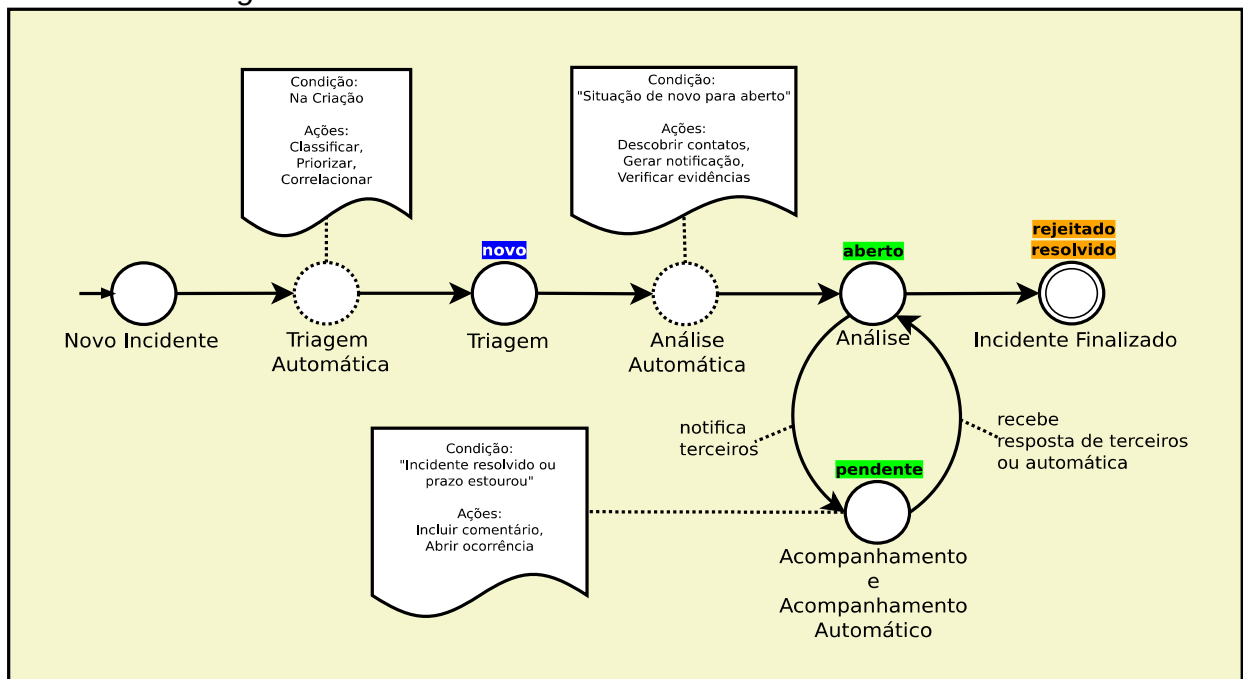 Condição:
Na Criação
Ações:
Classificar,
Priorizar,
Correlacionar
Condição:
"Situação de novo para aberto"
Ações:
Descobrir contatos,
Gerar notificação,
Verificar evidências
novo
aberto
rejeitado
resolvido
Novo Incidente
Triagem
Automática
Triagem
Análise
Automática
Análise
Incidente Finalizado
notifica
terceiros
recebe
resposta de terceiros
ou automática
Condição:
"Incidente resolvido ou
prazo estourou"
Ações:
Incluir comentário,
Abrir ocorrência
pendente
Acompanhamento
e
Acompanhamento
Automático